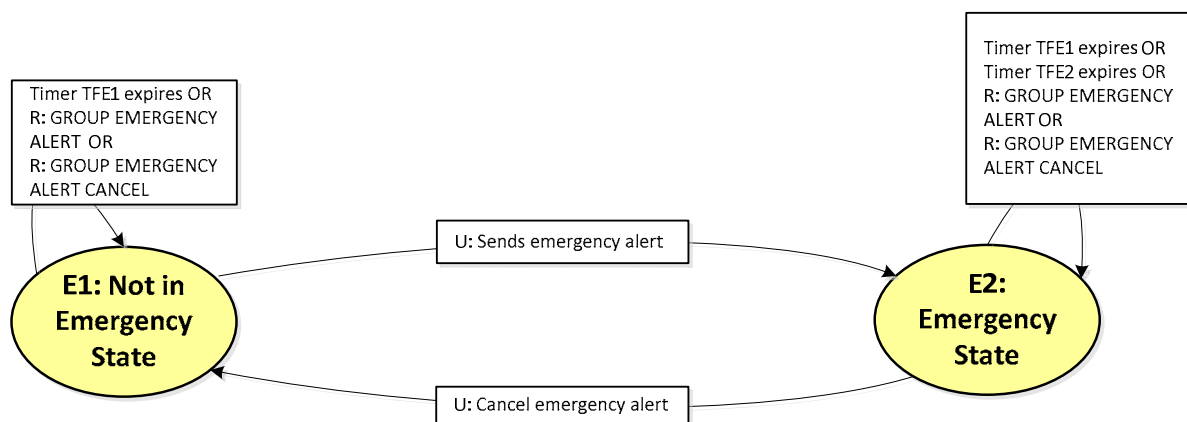 Timer TFE1 expires OR
R: GROUP EMERGENCY
ALERT OR
R: GROUP EMERGENCY
ALERT CANCEL
Timer TFE1 expires OR
Timer TFE2 expires OR
R: GROUP EMERGENCY
ALERT OR
R: GROUP EMERGENCY
ALERT CANCEL
U: Sends emergency alert
E1: Not in
Emergency
State
E2:
Emergency
State
U: Cancel emergency alert